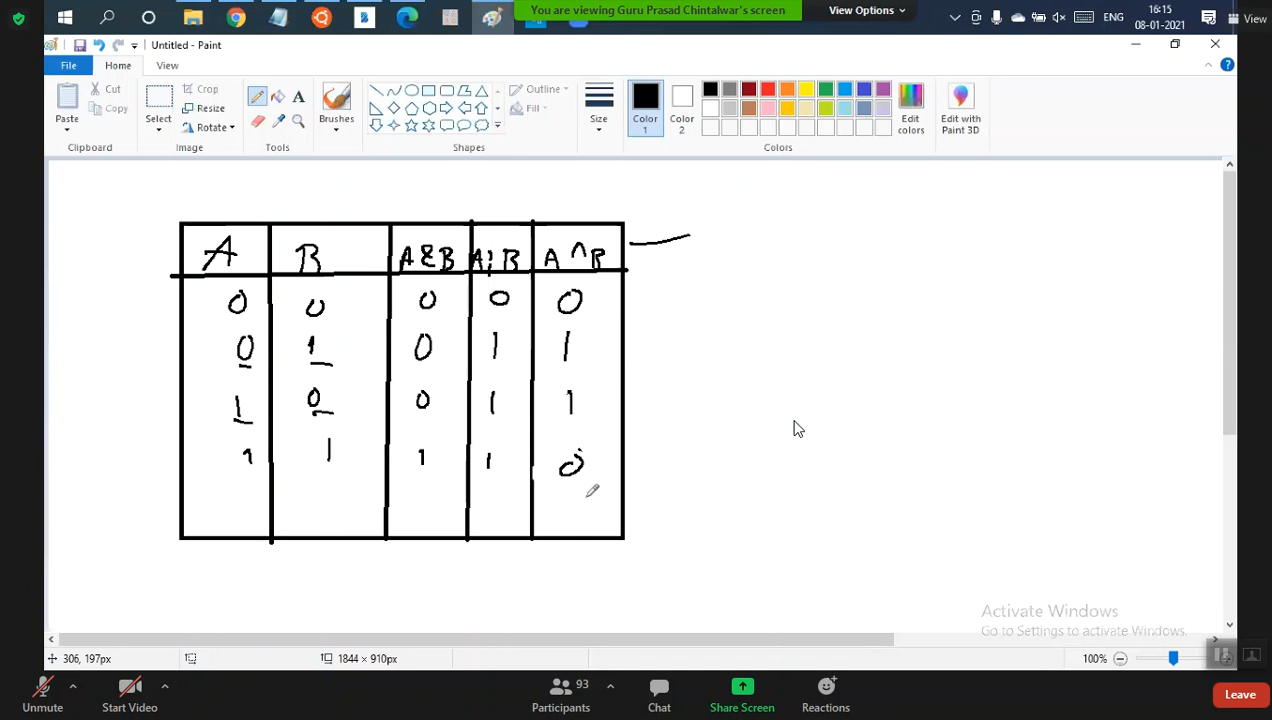 You are viewing Guru Prasad Chintalwar's screen
View Options
16:15
08-01-2021
View
Untitled - Paint
File
Home
View
Paste
Cut
Copy
Clipboard
Select
Crop
Resize
Rotate
Image
A
Tools
Brushes
Outline
Fill
Shapes
Size
Color
1
Color
2
Edit
colors
Edit with
Paint 3D
Colors
A B A&B A|B A^B
0 0 0 0 0
0 1 0 1 1
1 0 0 1 1
1 1 1 1 0
Activate Windows
Go to Settings to activate Windows.
306, 197px
1844 × 910px
100%
Unmute
Start Video
93
Participants
Chat
Share Screen
Reactions
Leave